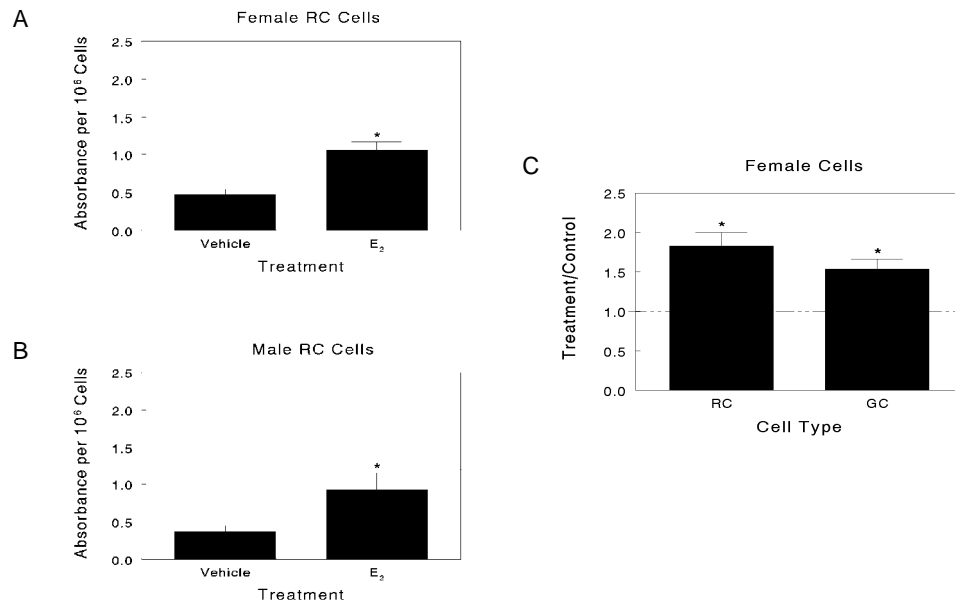 A
Female RC Cells
Absorbance per 10⁶ Cells
2.5
2.0
1.5
1.0
0.5
0.0
*
Vehicle
E₂
Treatment
B
Male RC Cells
Absorbance per 10⁶ Cells
2.5
2.0
1.5
1.0
0.5
0.0
*
Vehicle
E₂
Treatment
C
Female Cells
Treatment/Control
2.5
2.0
1.5
1.0
0.5
0.0
*
*
RC
GC
Cell Type